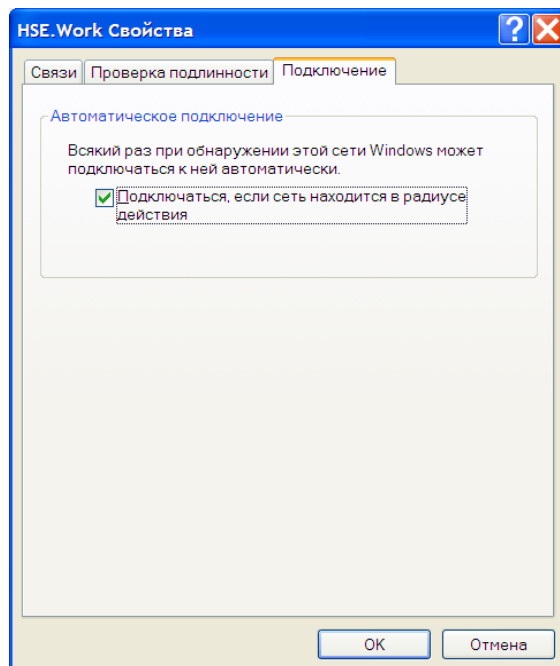 HSE.Work Свойства
Связи
Проверка подлинности
Подключение
Автоматическое подключение
Всякий раз при обнаружении этой сети Windows может
подключаться к ней автоматически.
Подключаться, если сеть находится в радиусе
действия
OK
Отмена